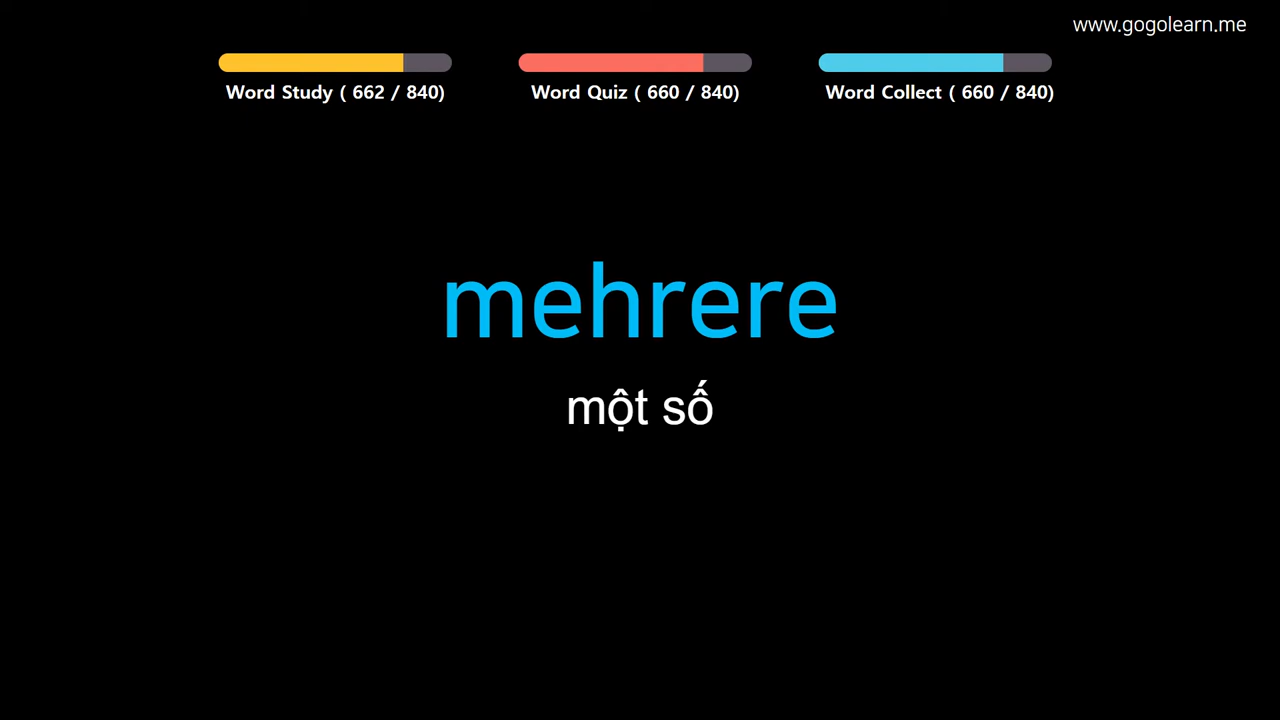 www.gogolearn.me
Word Study ( 662 / 840)
Word Quiz ( 660 / 840)
Word Collect ( 660 / 840)
mehrere
một số